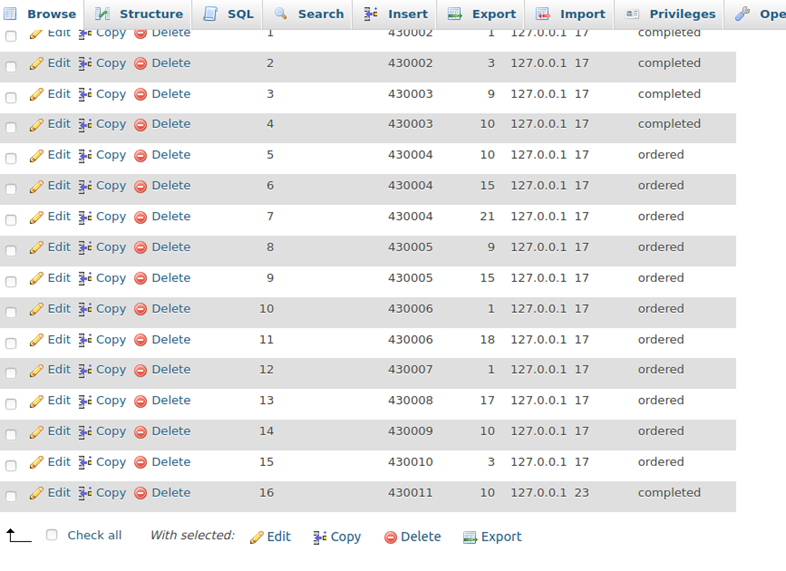 Browse Structure SQL Search Insert Export Import Privileges Ope
Edit Copy Delete 1 430002 1 127.0.0.1 17 completed
Edit Copy Delete 2 430002 3 127.0.0.1 17 completed
Edit Copy Delete 3 430003 9 127.0.0.1 17 completed
Edit Copy Delete 4 430003 10 127.0.0.1 17 completed
Edit Copy Delete 5 430004 10 127.0.0.1 17 ordered
Edit Copy Delete 6 430004 15 127.0.0.1 17 ordered
Edit Copy Delete 7 430004 21 127.0.0.1 17 ordered
Edit Copy Delete 8 430005 9 127.0.0.1 17 ordered
Edit Copy Delete 9 430005 15 127.0.0.1 17 ordered
Edit Copy Delete 10 430006 1 127.0.0.1 17 ordered
Edit Copy Delete 11 430006 18 127.0.0.1 17 ordered
Edit Copy Delete 12 430007 1 127.0.0.1 17 ordered
Edit Copy Delete 13 430008 17 127.0.0.1 17 ordered
Edit Copy Delete 14 430009 10 127.0.0.1 17 ordered
Edit Copy Delete 15 430010 3 127.0.0.1 17 ordered
Edit Copy Delete 16 430011 10 127.0.0.1 23 completed
Check all With selected: Edit Copy Delete Export